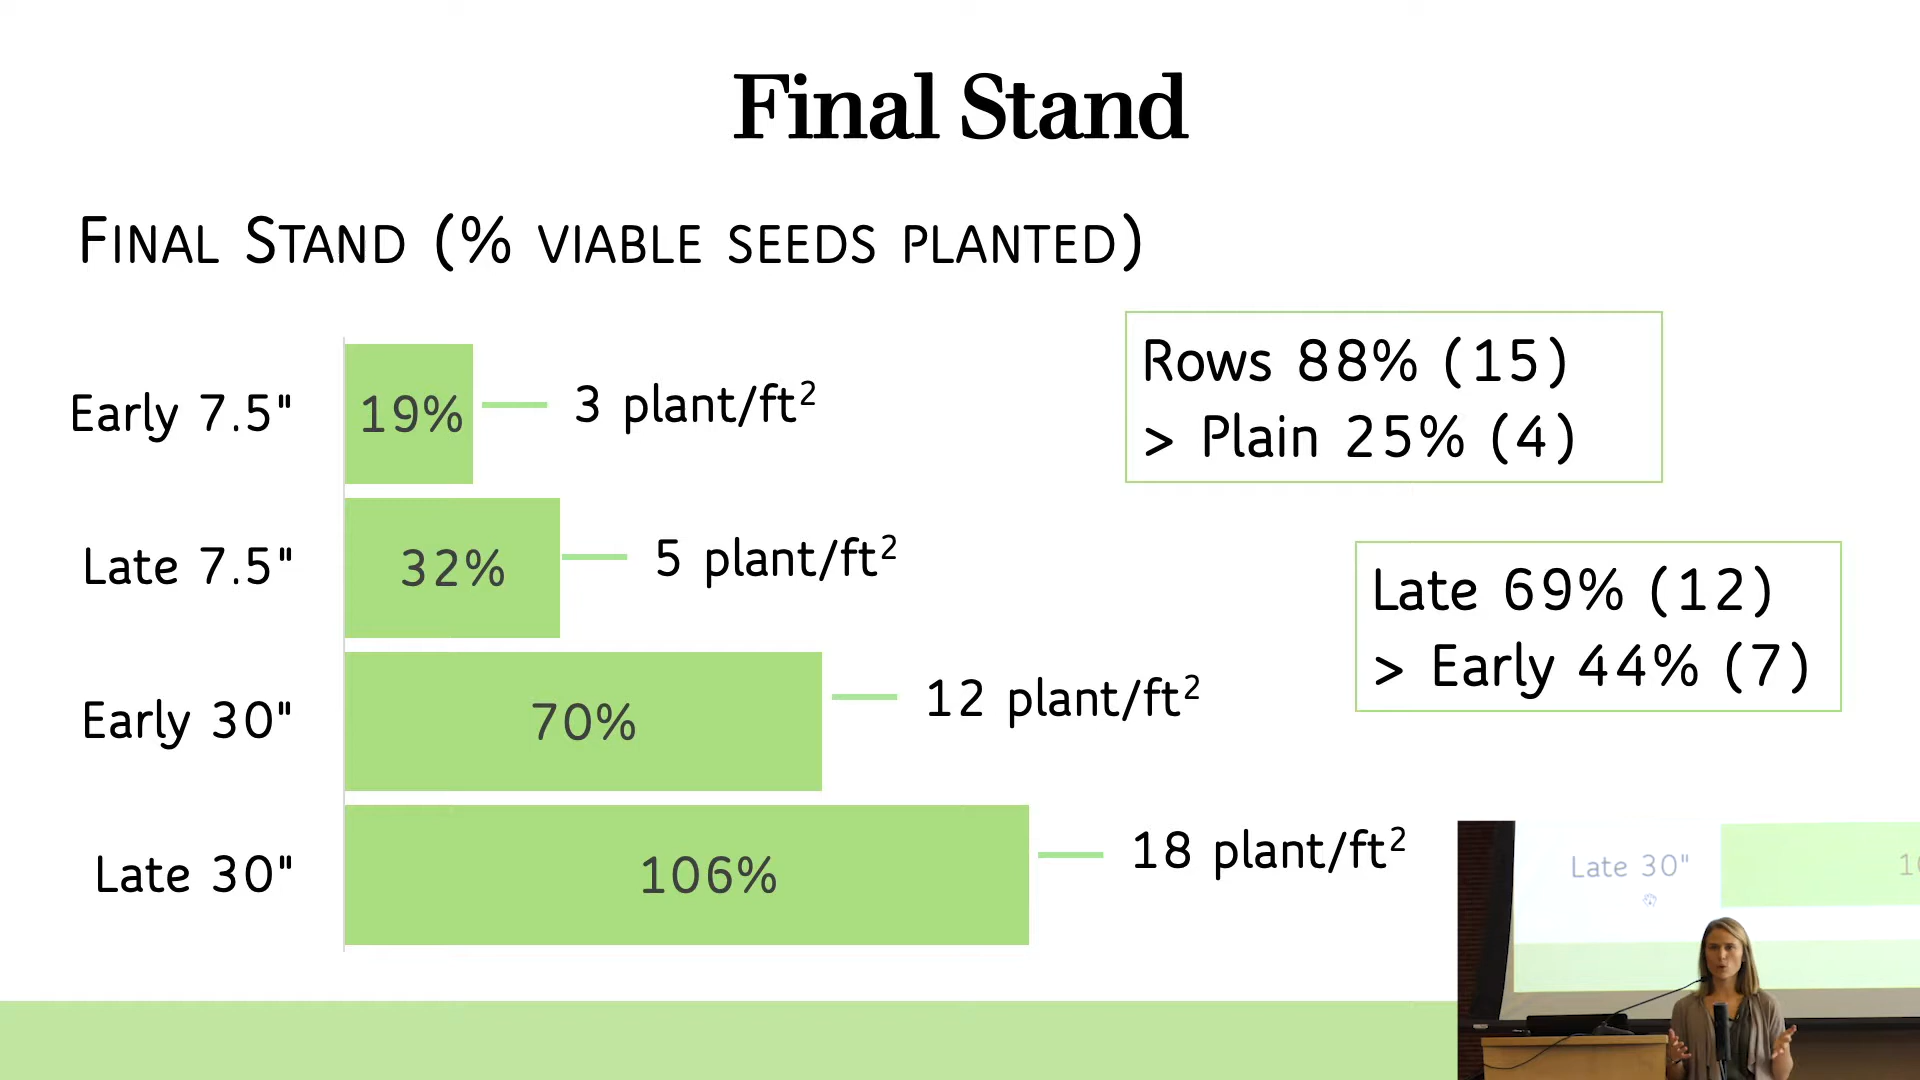 Final Stand
FINAL STAND (% VIABLE SEEDS PLANTED)
Early 7.5" 19% 3 plant/ft²
Late 7.5" 32% 5 plant/ft²
Early 30" 70% 12 plant/ft²
Late 30" 106% 18 plant/ft²
Rows 88% (15)
> Plain 25% (4)
Late 69% (12)
> Early 44% (7)
Late 30"